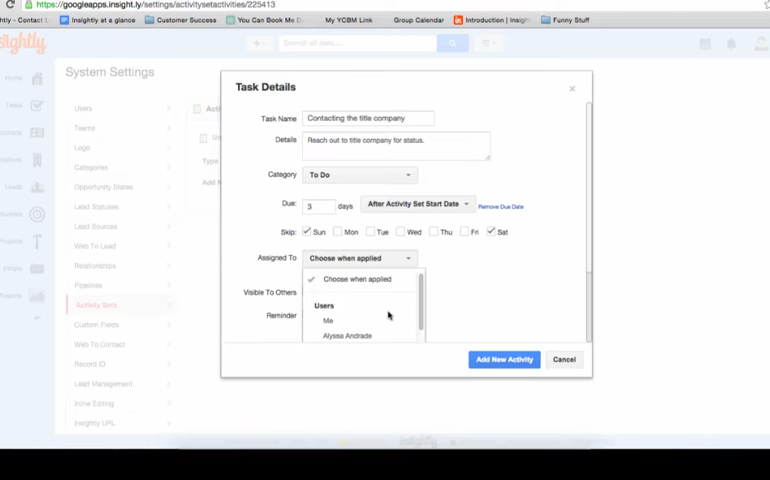 https://googleapps.insight.ly/settings/activitysetactivities/225413
Insightly at a glance
Customer Success
You Can Book Me
My YCBM Link
Group Calendar
Introduction | Insigh
Funny Stuff
Search all data...
System Settings
Users
Teams
Logo
Categories
Opportunity States
Lead Statuses
Lead Sources
Web To Lead
Relationships
Pipelines
Activity Sets
Custom Fields
Web To Contact
Record ID
Lead Management
Inline Editing
Insightly URL
Task Details
Task Name
Contacting the title company
Details
Reach out to title company for status.
Category
To Do
Due:
3
days
After Activity Set Start Date
Remove Due Date
Skip:
Sun
Mon
Tue
Wed
Thu
Fri
Sat
Assigned To
Choose when applied
Choose when applied
Users
Me
Alyssa Andrade
Visible To Others
Reminder
Add New Activity
Cancel